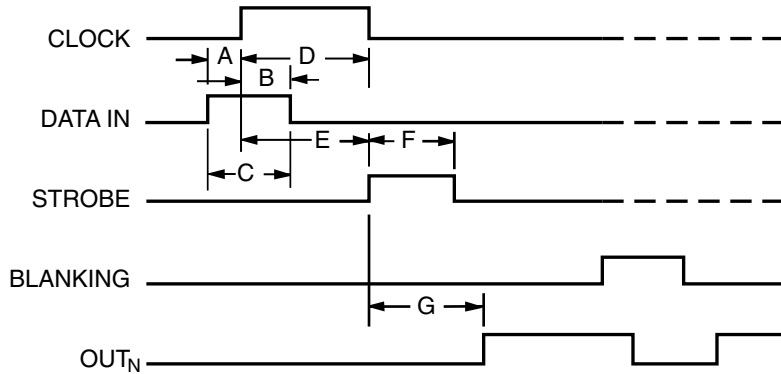 CLOCK
A D
B
DATA IN
E F
C
STROBE
BLANKING
G
OUTN